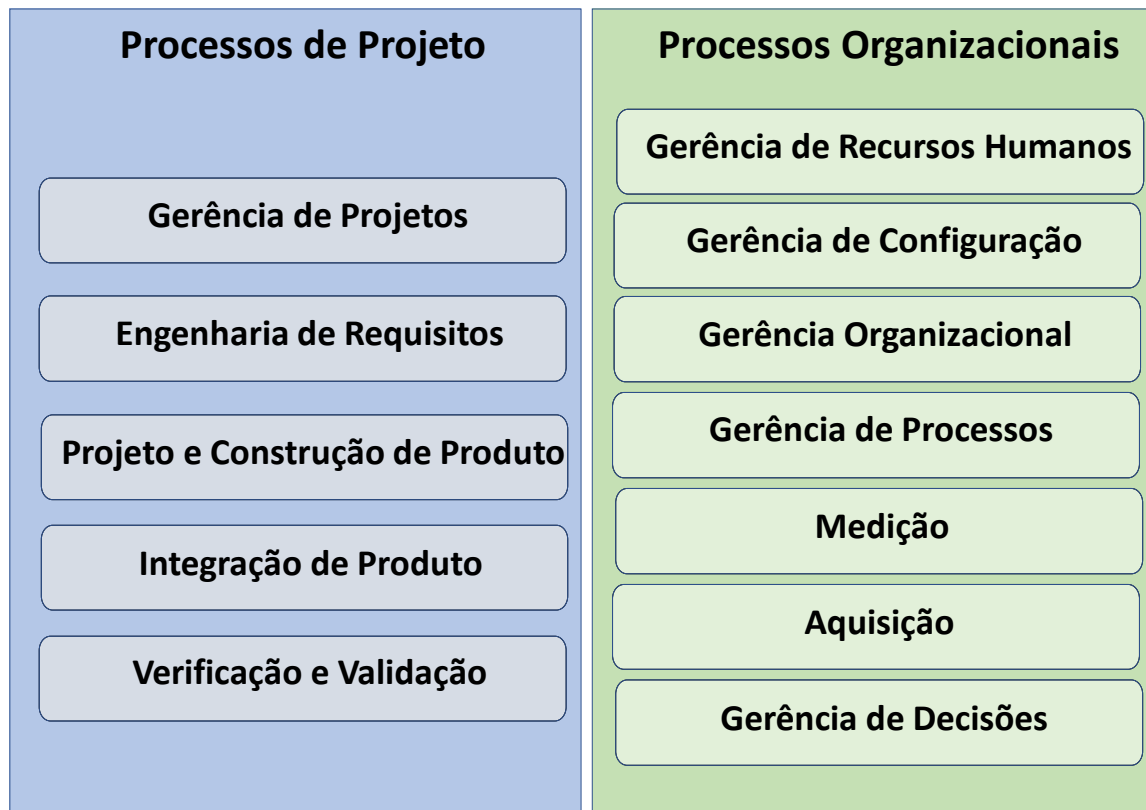 Processos de Projeto
Gerência de Projetos
Engenharia de Requisitos
Projeto e Construção de Produto
Integração de Produto
Verificação e Validação
Processos Organizacionais
Gerência de Recursos Humanos
Gerência de Configuração
Gerência Organizacional
Gerência de Processos
Medição
Aquisição
Gerência de Decisões